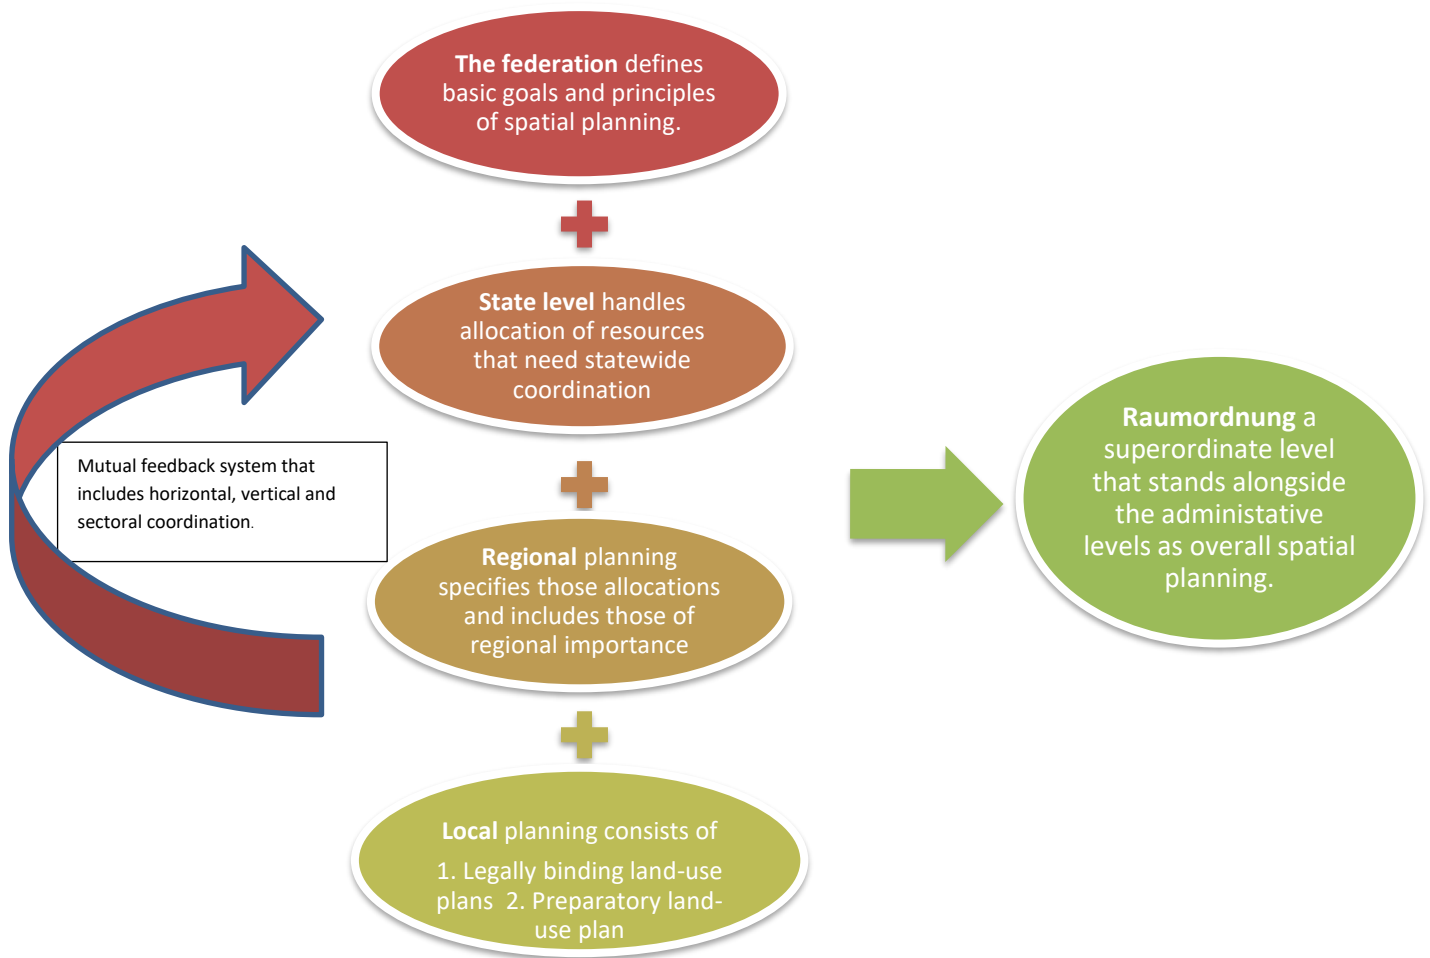 The federation defines
basic goals and principles
of spatial planning.
State level handles
allocation of resources
that need statewide
coordination
Mutual feedback system that
includes horizontal, vertical and
sectoral coordination.
Regional planning
specifies those allocations
and includes those of
regional importance
Local planning consists of
1. Legally binding land-use
plans 2. Preparatory land-
use plan
Raumordnung a
superordinate level
that stands alongside
the administative
levels as overall spatial
planning.